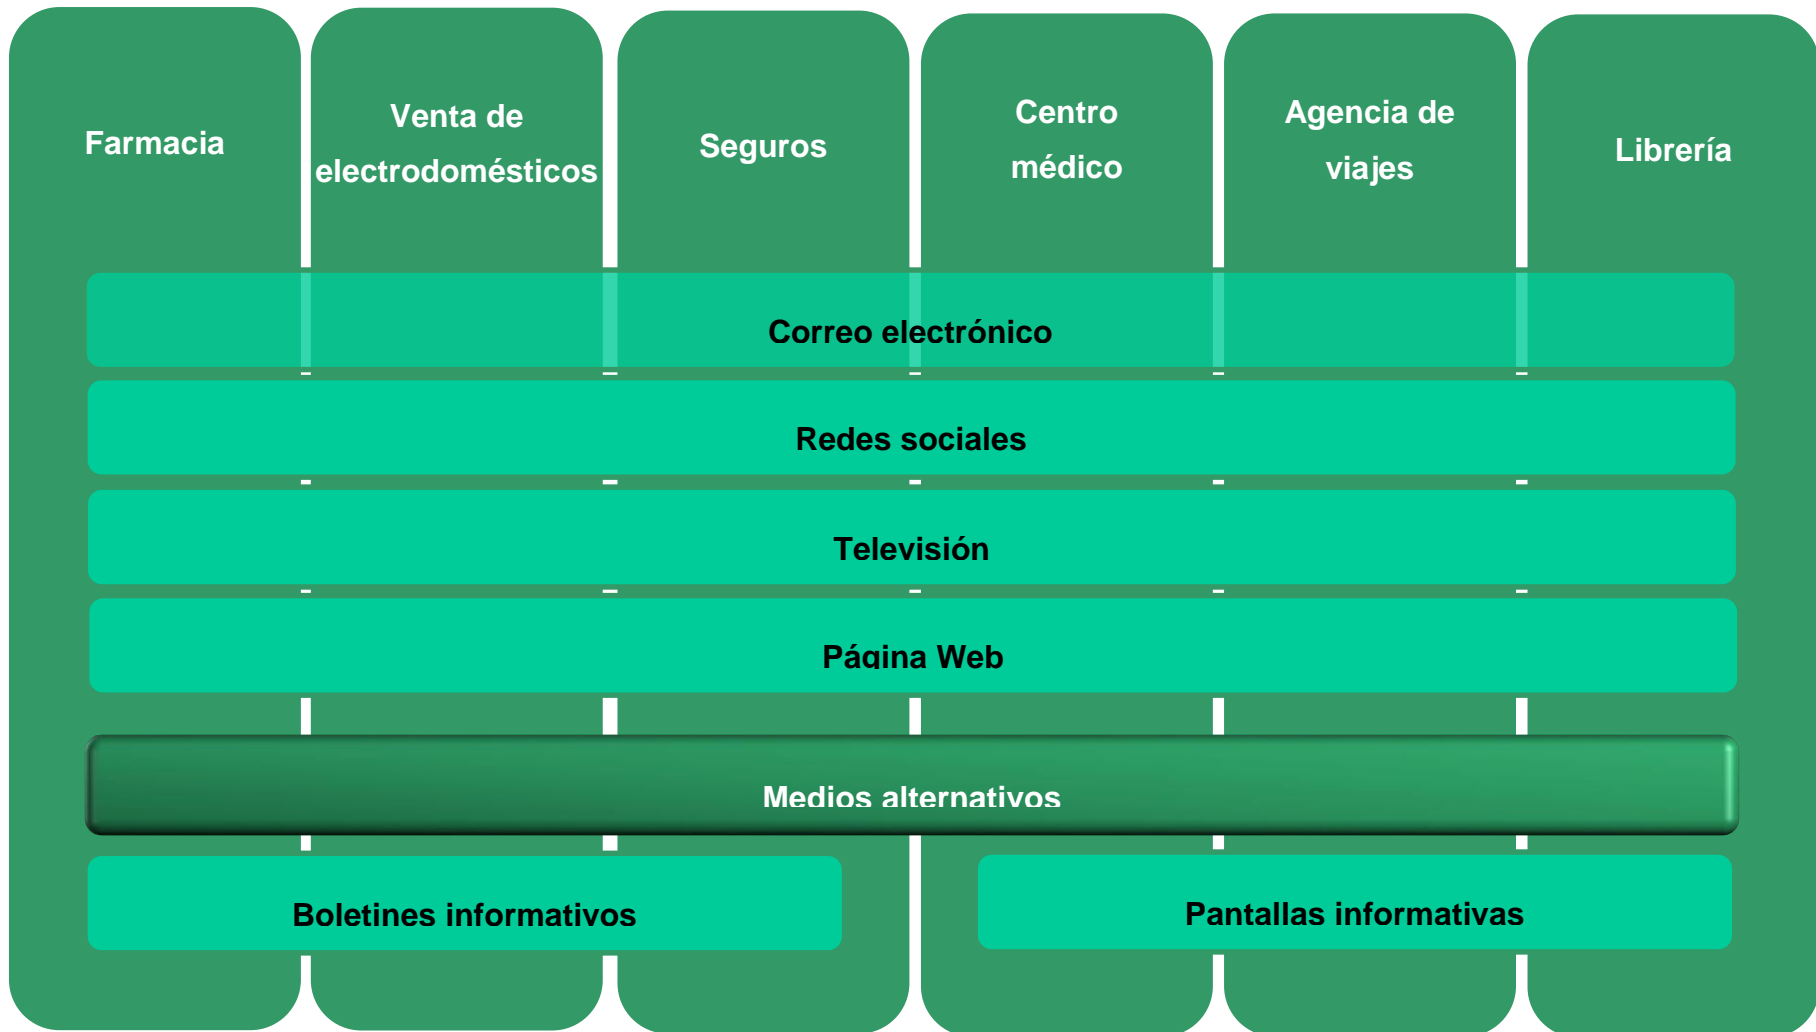 Farmacia
Venta de
electrodomésticos
Seguros
Centro
médico
Agencia de
viajes
Librería
Correo electrónico
Redes sociales
Televisión
Página Web
Medios alternativos
Boletines informativos
Pantallas informativas